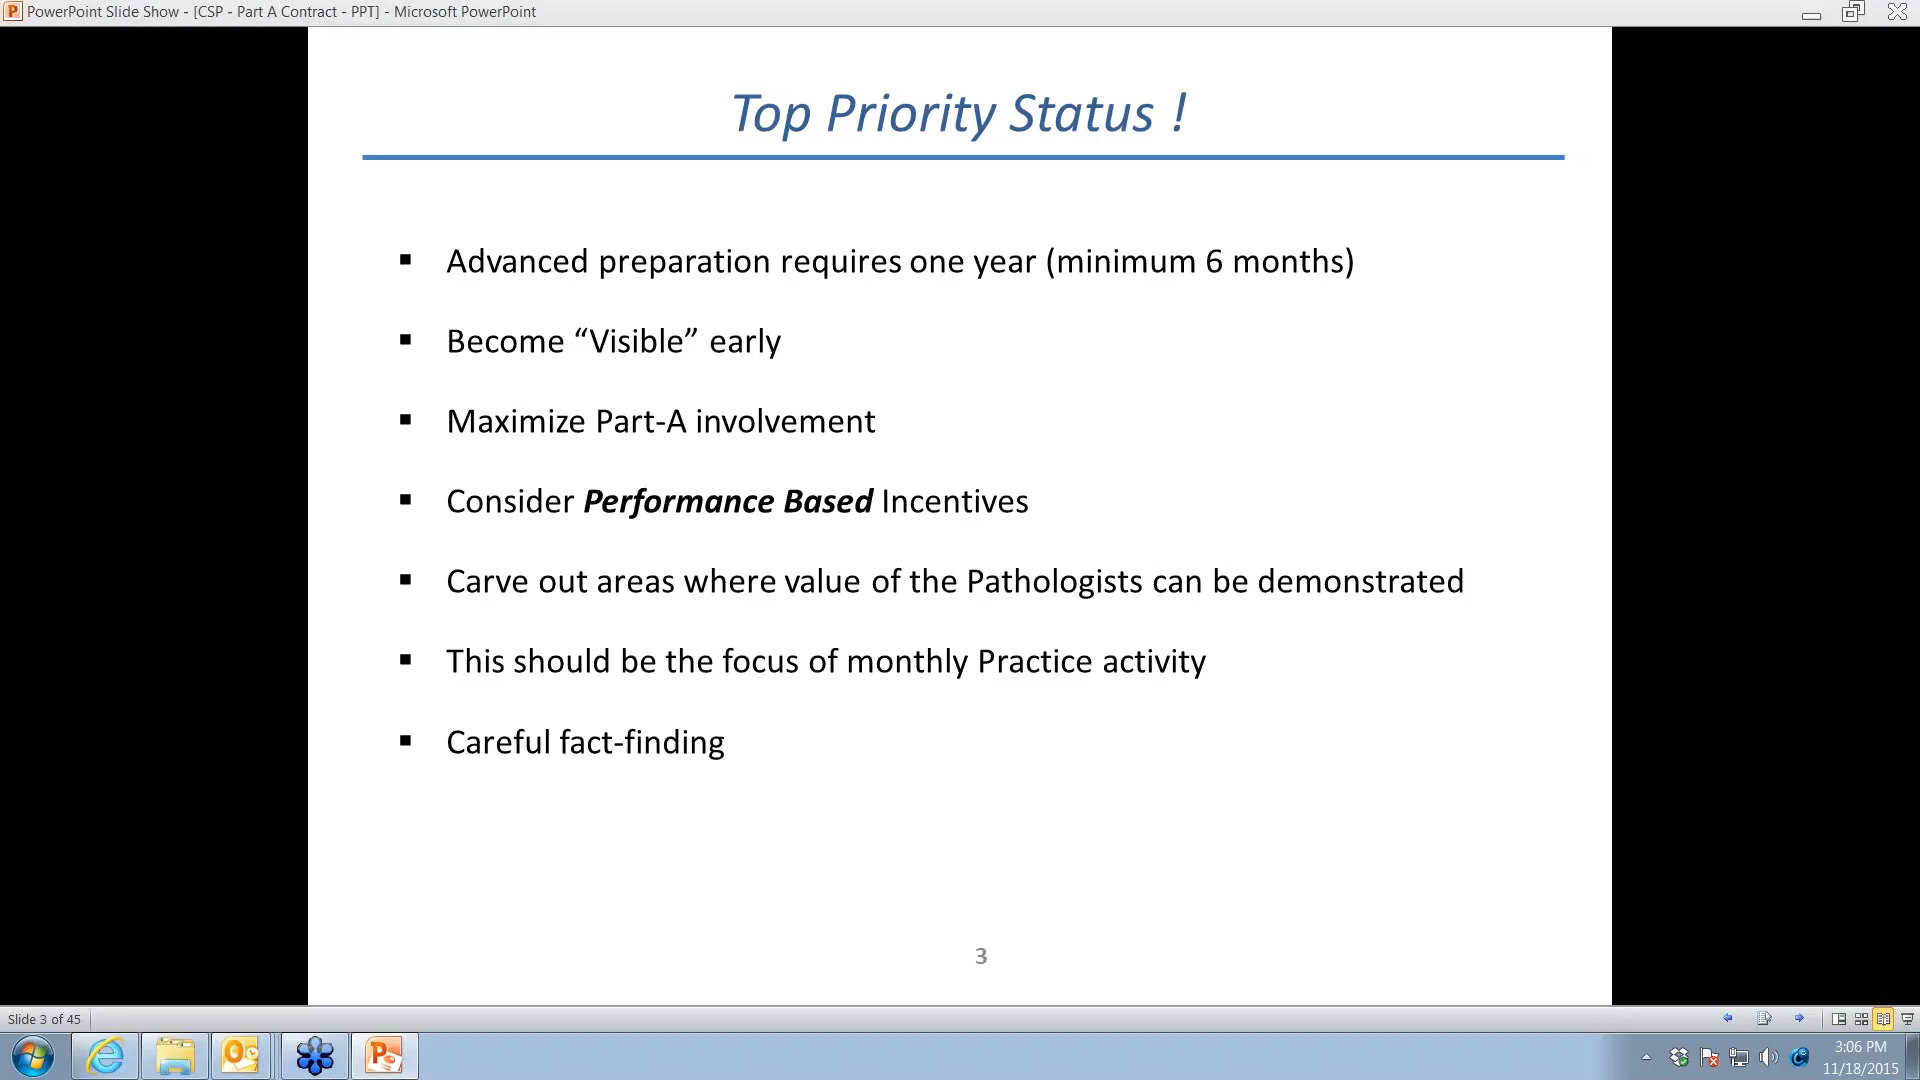 PowerPoint Slide Show - [CSP - Part A Contract - PPT] - Microsoft PowerPoint
Top Priority Status !
▪ Advanced preparation requires one year (minimum 6 months)
▪ Become “Visible” early
▪ Maximize Part-A involvement
▪ Consider Performance Based Incentives
▪ Carve out areas where value of the Pathologists can be demonstrated
▪ This should be the focus of monthly Practice activity
▪ Careful fact-finding
3
Slide 3 of 45
3:06 PM
11/18/2015